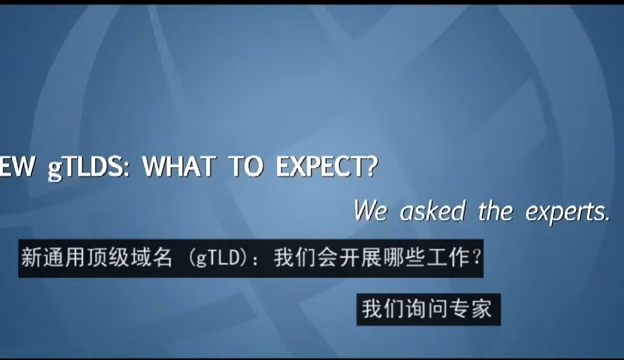 EW gTLDS: WHAT TO EXPECT?
We asked the experts.
新通用顶级域名 (gTLD)：我们会开展哪些工作？
我们询问专家